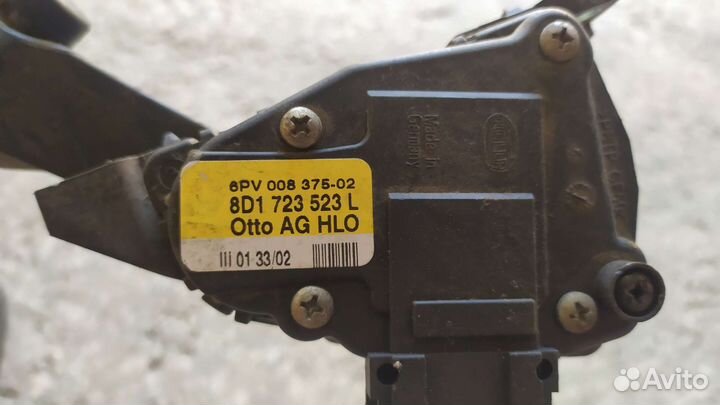 6PV 008 375-02
8D1 723 523 L
Otto AG HLO
III 01 33/02
Made in
Germany
Avito